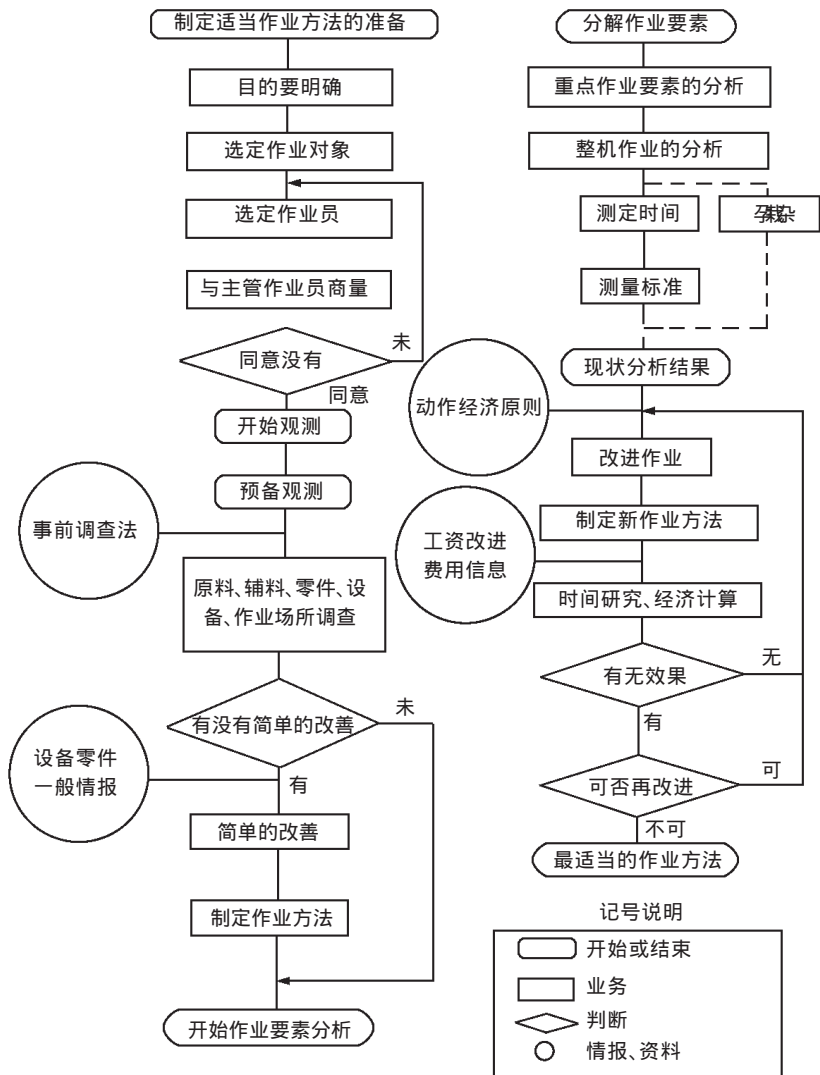 制定适当作业方法的准备
目的要明确
选定作业对象
选定作业员
与主管作业员商量
同意没有
未
同意
开始观测
预备观测
事前调查法
原料、辅料、零件、设
备、作业场所调查
有没有简单的改善
未
设备零件
一般情报
有
简单的改善
制定作业方法
开始作业要素分析
分解作业要素
重点作业要素的分析
整机作业的分析
测定时间
测量标准
现状分析结果
动作经济原则
改进作业
制定新作业方法
工资改进
费用信息
时间研究、经济计算
有无效果
无
有
可否再改进
可
不可
最适当的作业方法
记号说明
开始或结束
业务
判断
情报、资料